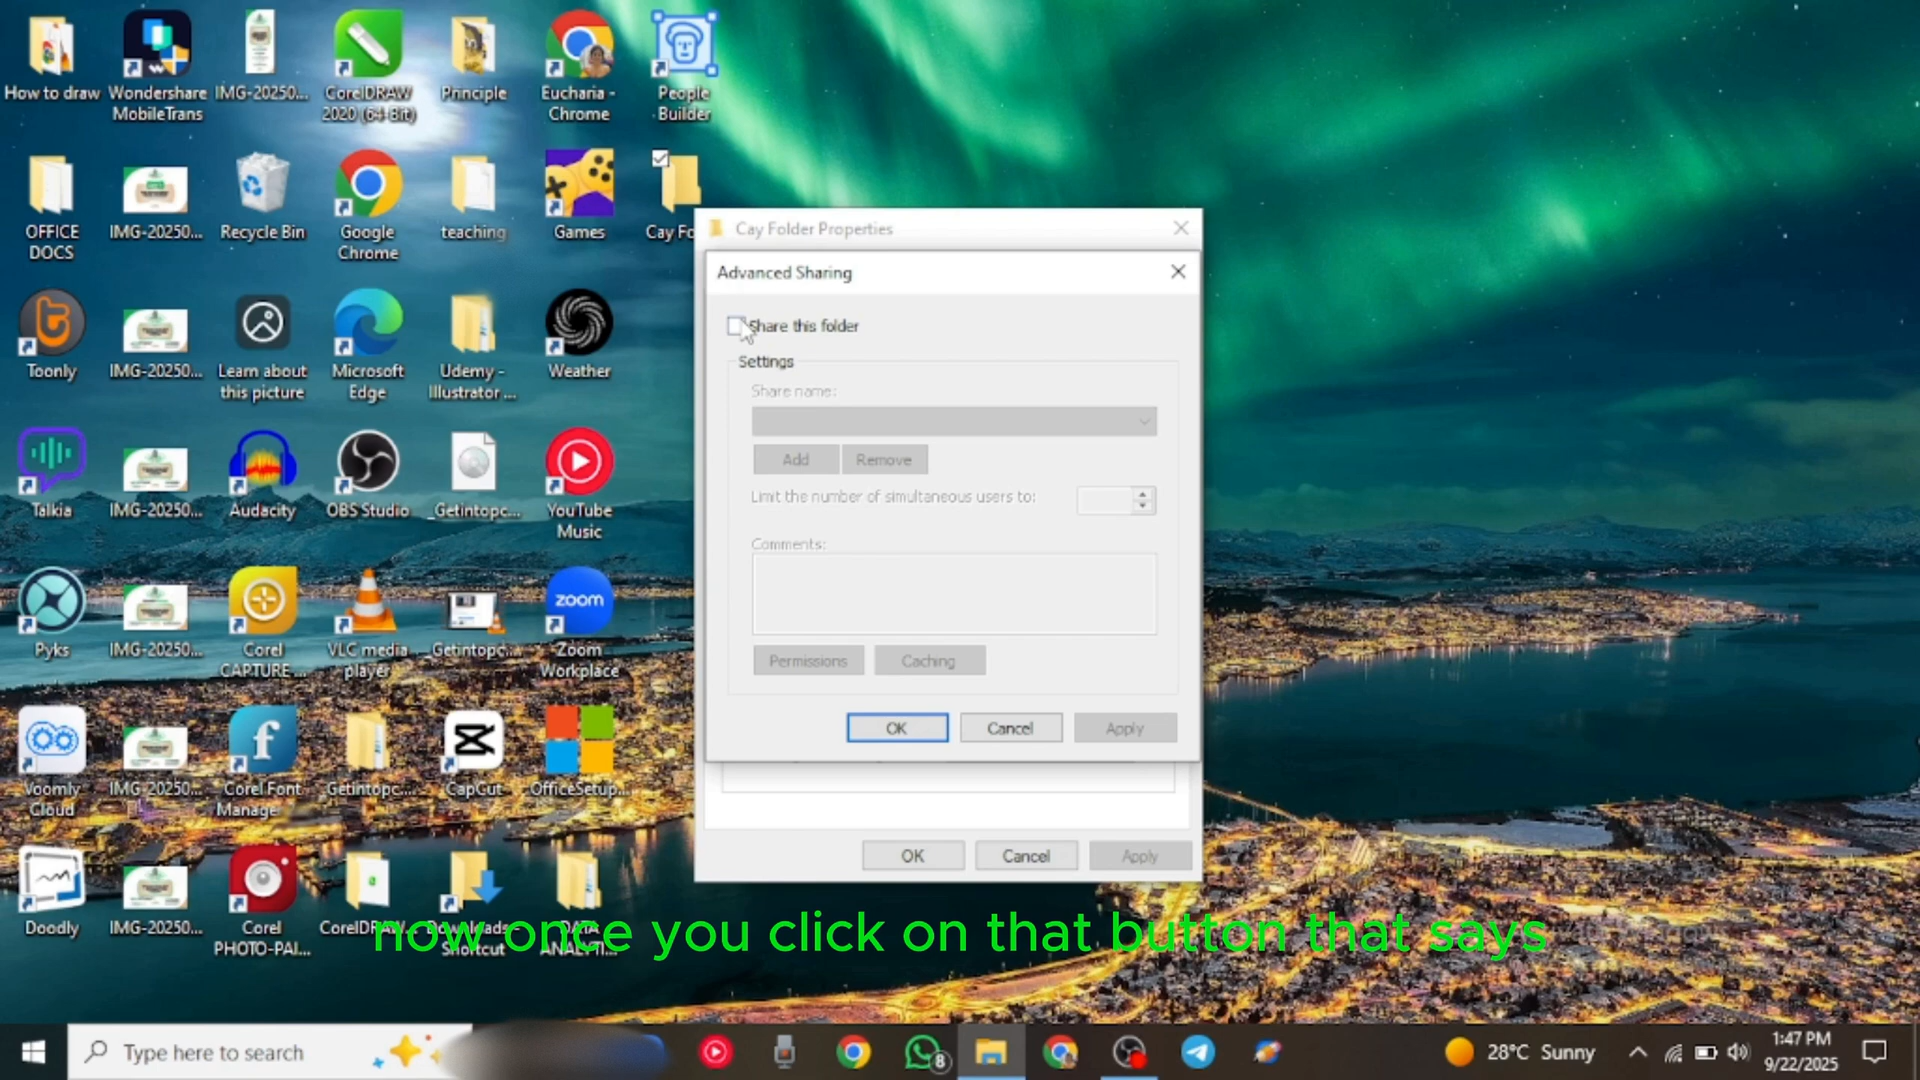 How to draw
Wondershare
MobileTrans
IMG-20250...
CorelDRAW
2020 (64-Bit)
Principle
Eucharia -
Chrome
People
Builder
OFFICE
DOCS
IMG-20250...
Recycle Bin
Google
Chrome
teaching
Games
Cay Fo
Toonly
IMG-20250...
Learn about
this picture
Microsoft
Edge
Udemy -
Illustrator ...
Weather
Talkia
IMG-20250...
Audacity
OBS Studio
_Getintopc...
YouTube
Music
Pyks
IMG-20250...
Corel
CAPTURE ...
VLC media
player
_Getintopc...
zoom
Zoom
Workplace
Voomly
Cloud
IMG-20250...
Corel Font
Manage
Getintopc....
CapCut
OfficeSetup...
Doodly
IMG-20250...
Corel
PHOTO-PAI...
CorelDRAW...
Downloads -
Shortcut
DATA
ANALYTI...
Cay Folder Properties
Advanced Sharing
Share this folder
Settings
Share name:
Add
Remove
Limit the number of simultaneous users to:
Comments:
Permissions
Caching
OK
Cancel
Apply
OK
Cancel
Apply
now once you click on that button that says
Type here to search
8
28°C Sunny
1:47 PM
9/22/2025